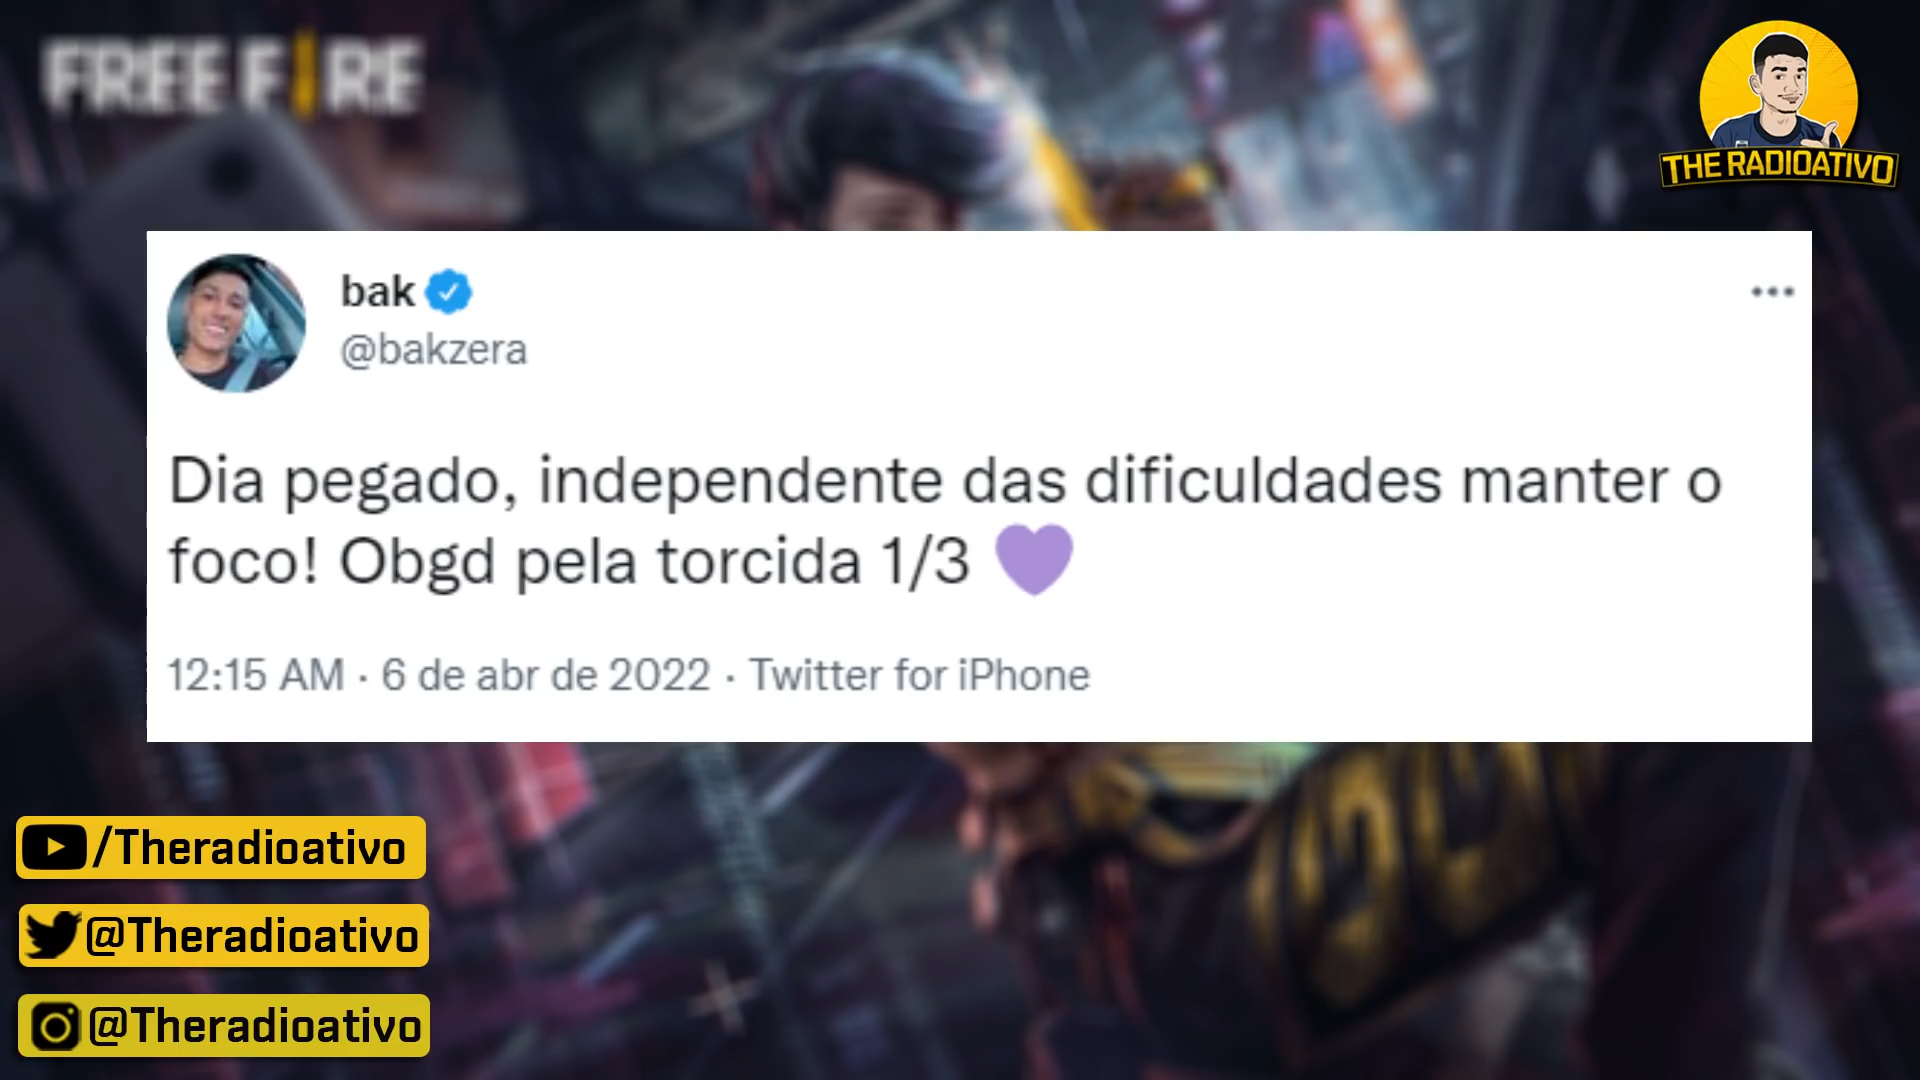 FREE FIRE
THE RADIOATIVO
bak
@bakzera
Dia pegado, independente das dificuldades manter o
foco! Obgd pela torcida 1/3 💜
12:15 AM · 6 de abr de 2022 · Twitter for iPhone
/Theradioativo
@Theradioativo
@Theradioativo